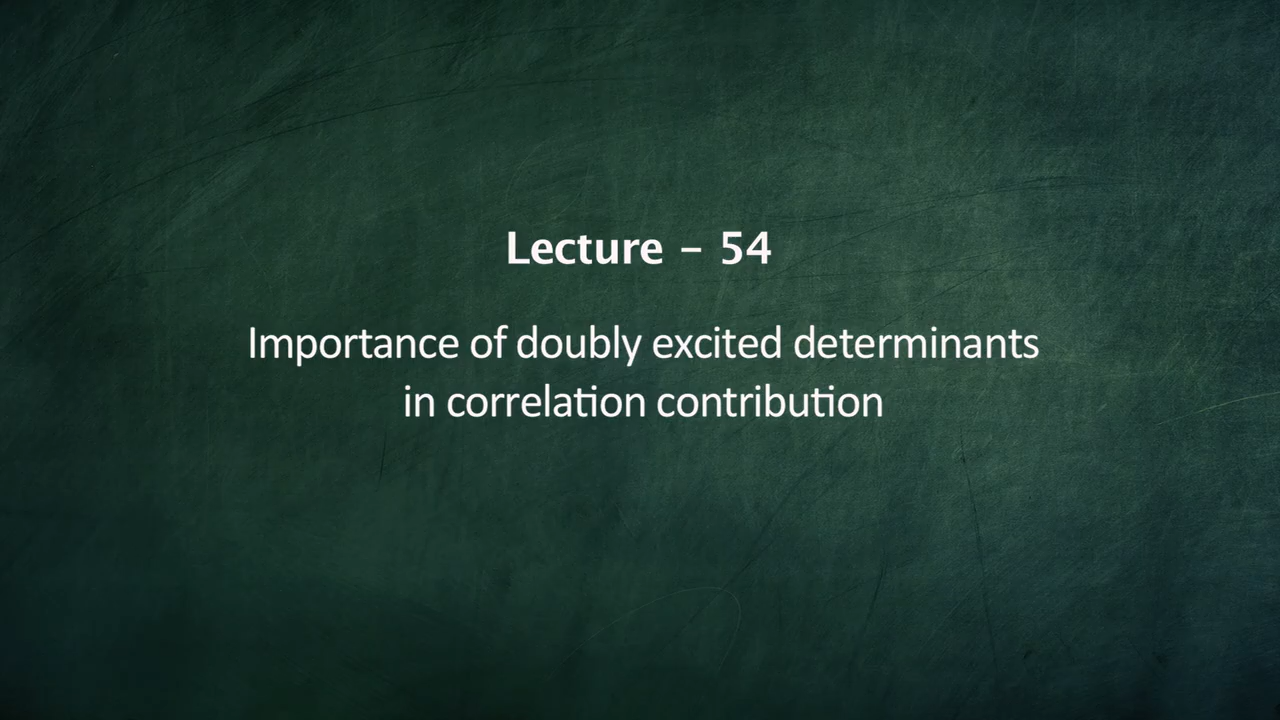 Lecture – 54
Importance of doubly excited determinants
in correlation contribution